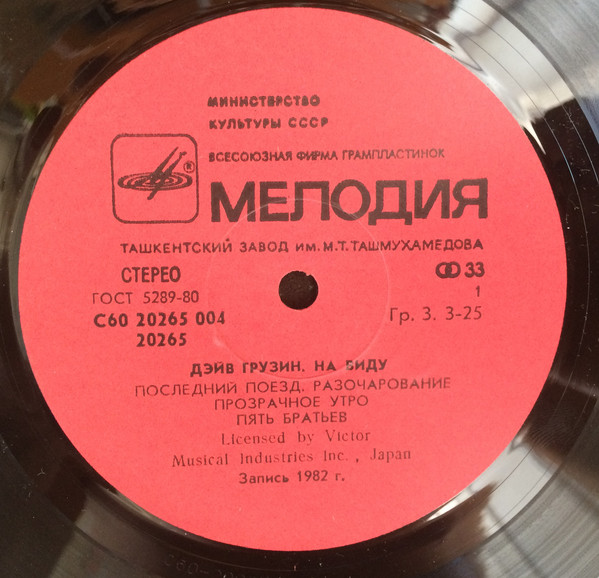 МИНИСТЕРСТВО
КУЛЬТУРЫ СССР
ВСЕСОЮЗНАЯ ФИРМА ГРАМПЛАСТИНОК
®
МЕЛОДИЯ
ТАШКЕНТСКИЙ ЗАВОД ИМ. М.Т. ТАШМУХАМЕДОВА
СТЕРЕО
33
ГОСТ 5289-80
1
С60 20265 004
Гр. 3. 3-25
20265
ДЭЙВ ГРУЗИН. НА ВИДУ
ПОСЛЕДНИЙ ПОЕЗД. РАЗОЧАРОВАНИЕ
ПРОЗРАЧНОЕ УТРО
ПЯТЬ БРАТЬЕВ
Licensed by Victor
Musical Industries Inc., Japan
Запись 1982 г.